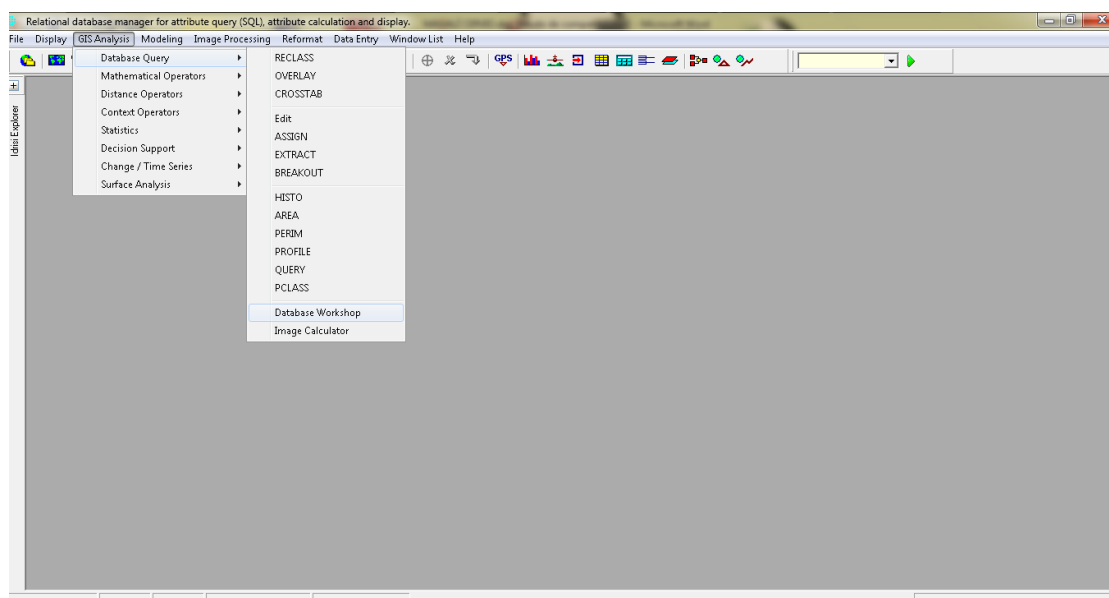 Relational database manager for attribute query (SQL), attribute calculation and display.
File Display GIS Analysis Modeling Image Processing Reformat Data Entry Window List Help
GPS
Database Query
Mathematical Operators
Distance Operators
Context Operators
Statistics
Decision Support
Change / Time Series
Surface Analysis
RECLASS
OVERLAY
CROSSTAB
Edit
ASSIGN
EXTRACT
BREAKOUT
HISTO
AREA
PERIM
PROFILE
QUERY
PCLASS
Database Workshop
Image Calculator
Idrisi Explorer